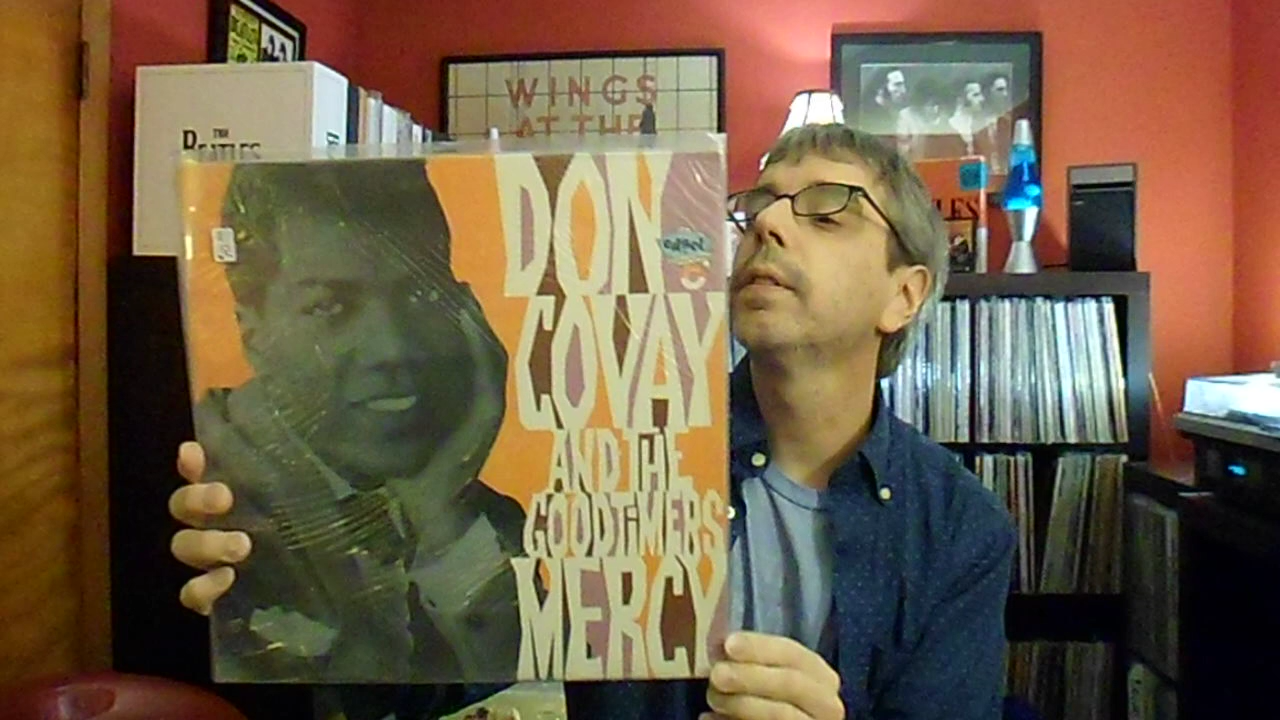 WINGS
AT THE
THE
BEATLES
DON
COVAY
AND THE
GOODTIMERS
MERCY